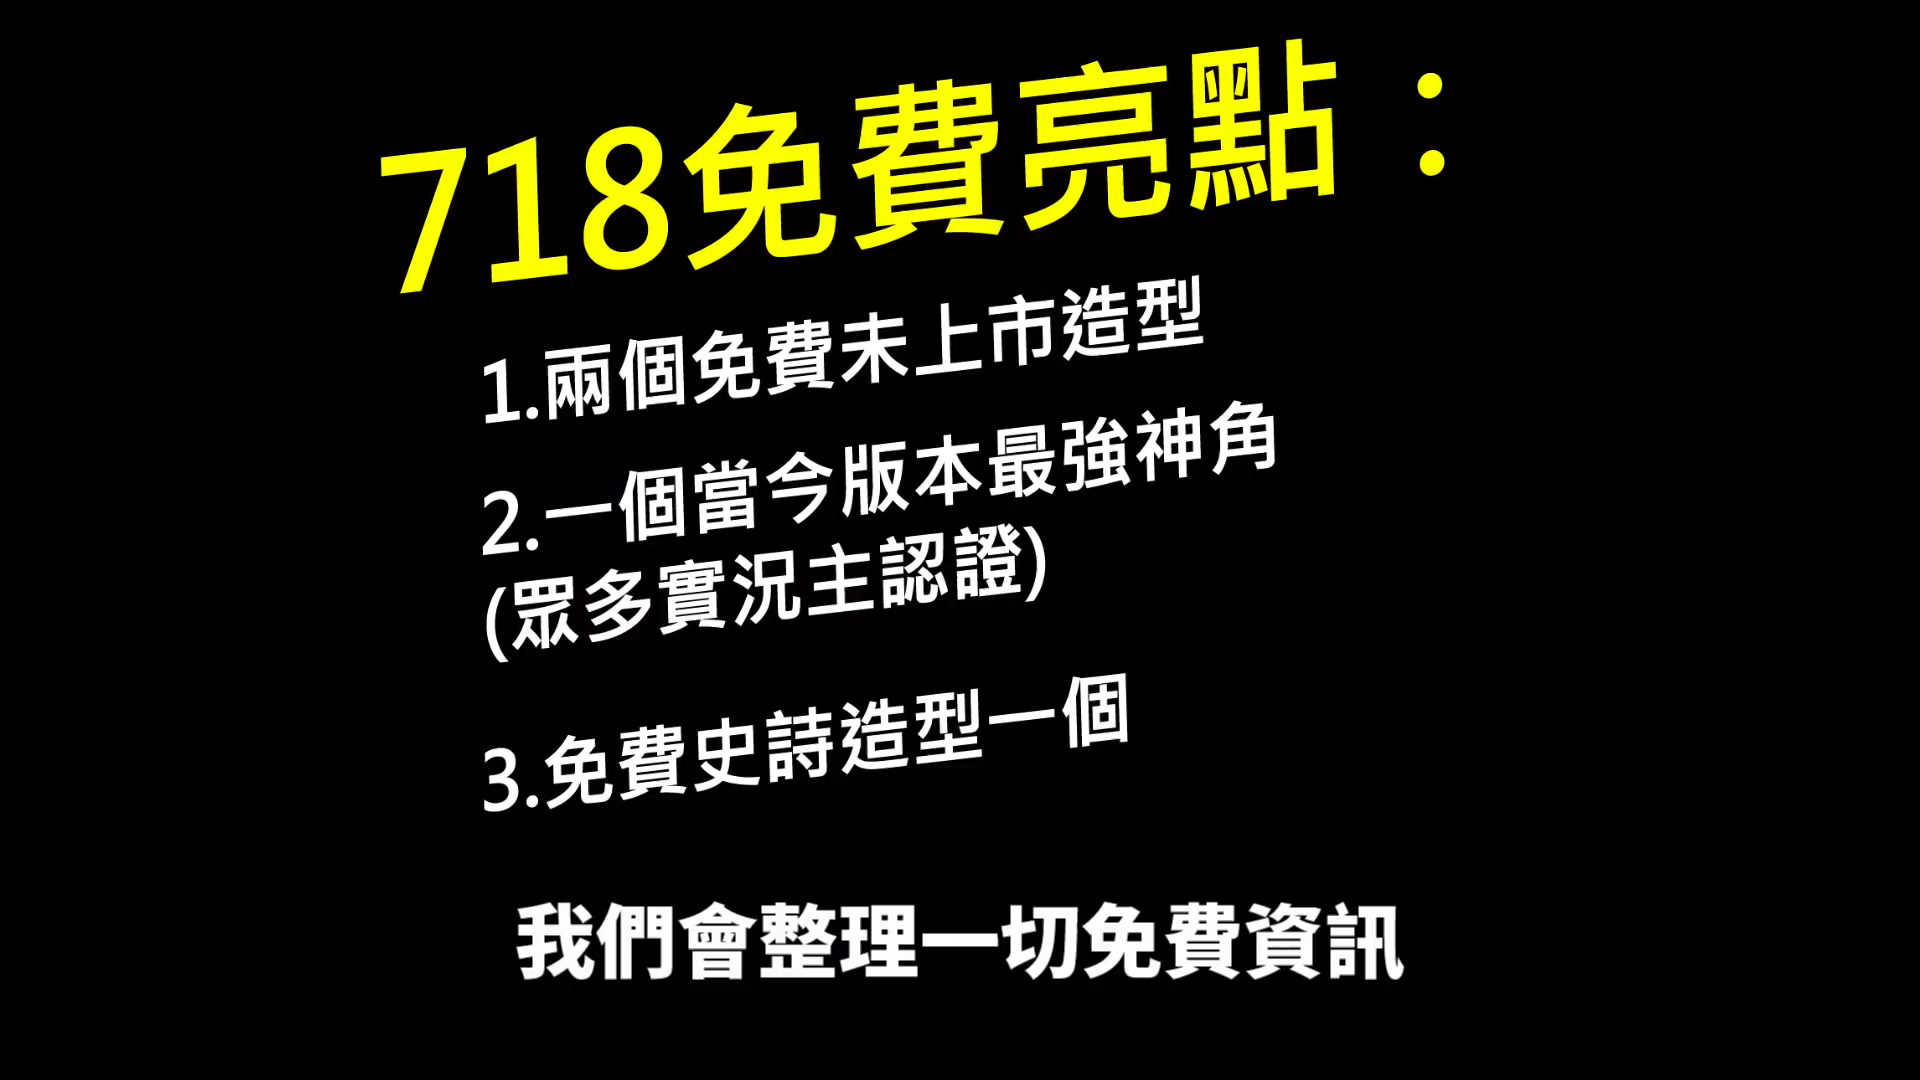 718免費亮點：
1.兩個免費未上市造型
2.一個當今版本最強神角
(眾多實況主認證)
3.免費史詩造型一個
我們會整理一切免費資訊